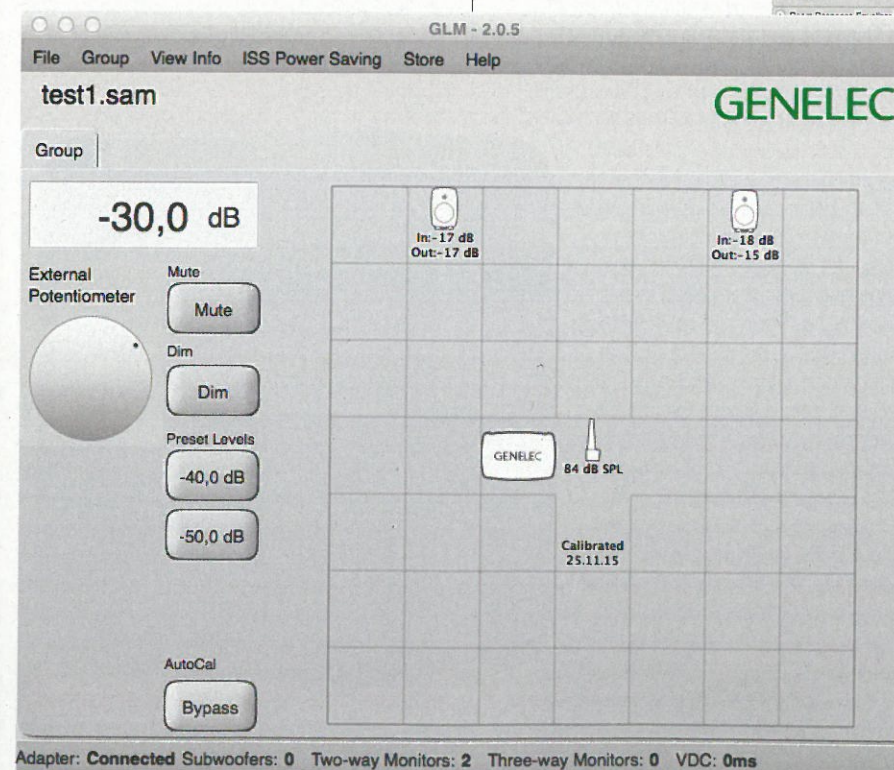 GLM - 2.0.5
File Group View Info ISS Power Saving Store Help
test1.sam
GENELEC
Group
-30,0 dB
In:-17 dB
Out:-17 dB
In:-18 dB
Out:-15 dB
External
Potentiometer
Mute
Mute
Dim
Dim
Preset Levels
-40,0 dB
-50,0 dB
GENELEC
84 dB SPL
Calibrated
25.11.15
AutoCal
Bypass
Adapter: Connected Subwoofers: 0 Two-way Monitors: 2 Three-way Monitors: 0 VDC: 0ms